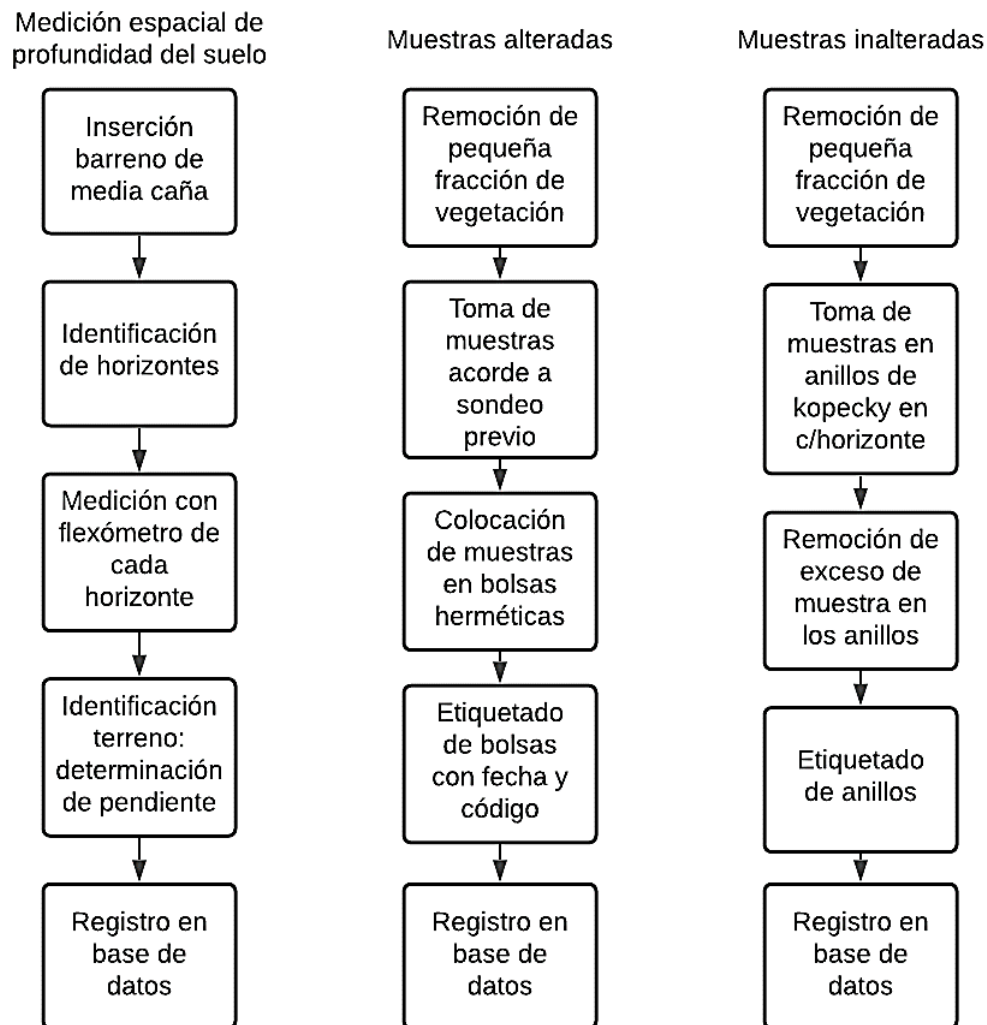 Medición espacial de
profundidad del suelo
Inserción
barreno de
media caña
Identificación
de horizontes
Medición con
flexómetro de
cada
horizonte
Identificación
terreno:
determinación
de pendiente
Registro en
base de
datos
Muestras alteradas
Remoción de
pequeña
fracción de
vegetación
Toma de
muestras
acorde a
sondeo
previo
Colocación
de muestras
en bolsas
herméticas
Etiquetado
de bolsas
con fecha y
código
Registro en
base de
datos
Muestras inalteradas
Remoción de
pequeña
fracción de
vegetación
Toma de
muestras en
anillos de
kopecky en
c/horizonte
Remoción de
exceso de
muestra en
los anillos
Etiquetado
de anillos
Registro en
base de
datos